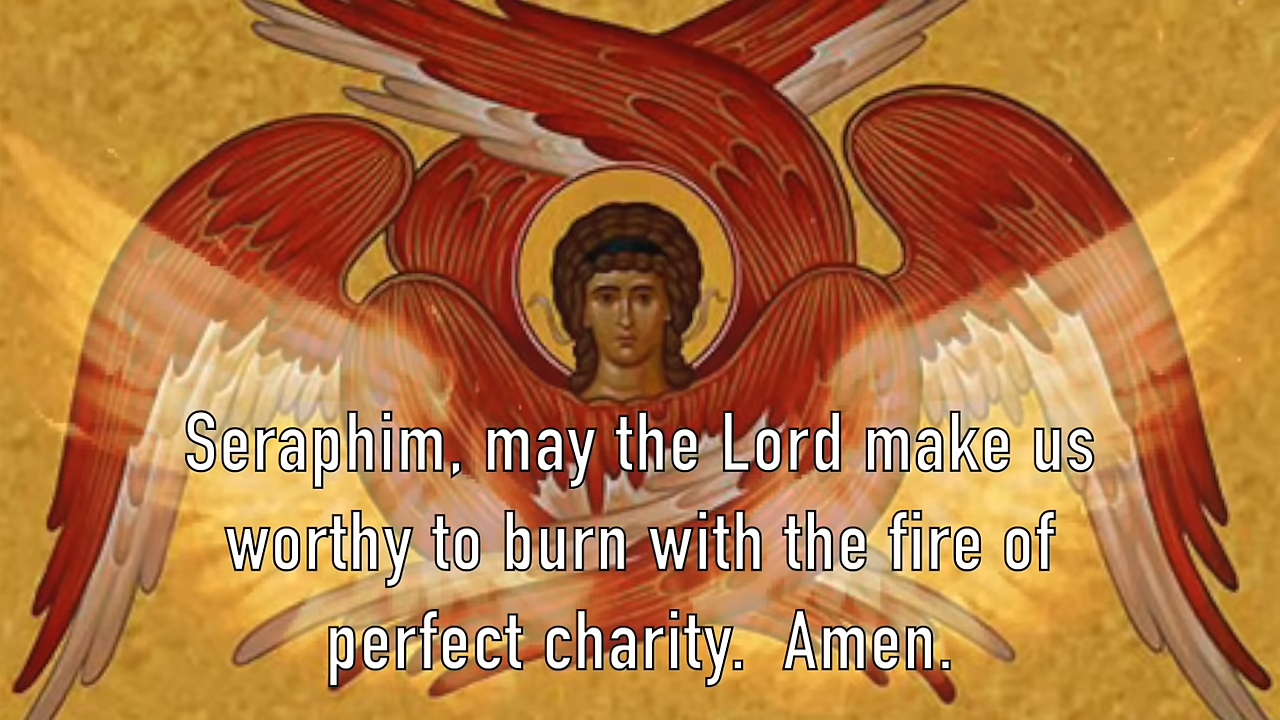 Seraphim, may the Lord make us
worthy to burn with the fire of
perfect charity.  Amen.